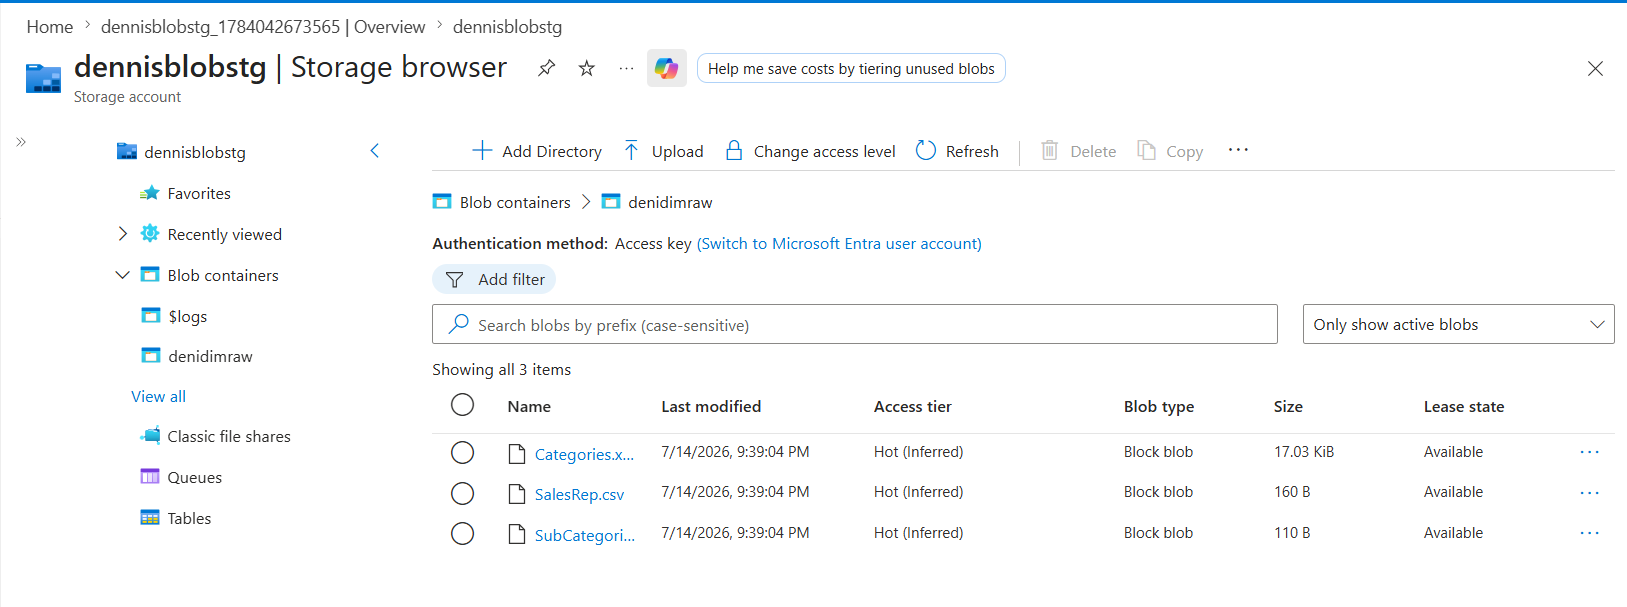 Home > dennisblobstg_1784042673565 | Overview > dennisblobstg
dennisblobstg | Storage browser
Help me save costs by tiering unused blobs
Storage account
dennisblobstg
Favorites
Recently viewed
Blob containers
$logs
denidimraw
View all
Classic file shares
Queues
Tables
Add Directory Upload Change access level Refresh Delete Copy
Blob containers > denidimraw
Authentication method: Access key (Switch to Microsoft Entra user account)
Add filter
Search blobs by prefix (case-sensitive) Only show active blobs
Showing all 3 items
Name Last modified Access tier Blob type Size Lease state
Categories.x... 7/14/2026, 9:39:04 PM Hot (Inferred) Block blob 17.03 KiB Available
SalesRep.csv 7/14/2026, 9:39:04 PM Hot (Inferred) Block blob 160 B Available
SubCategori... 7/14/2026, 9:39:04 PM Hot (Inferred) Block blob 110 B Available